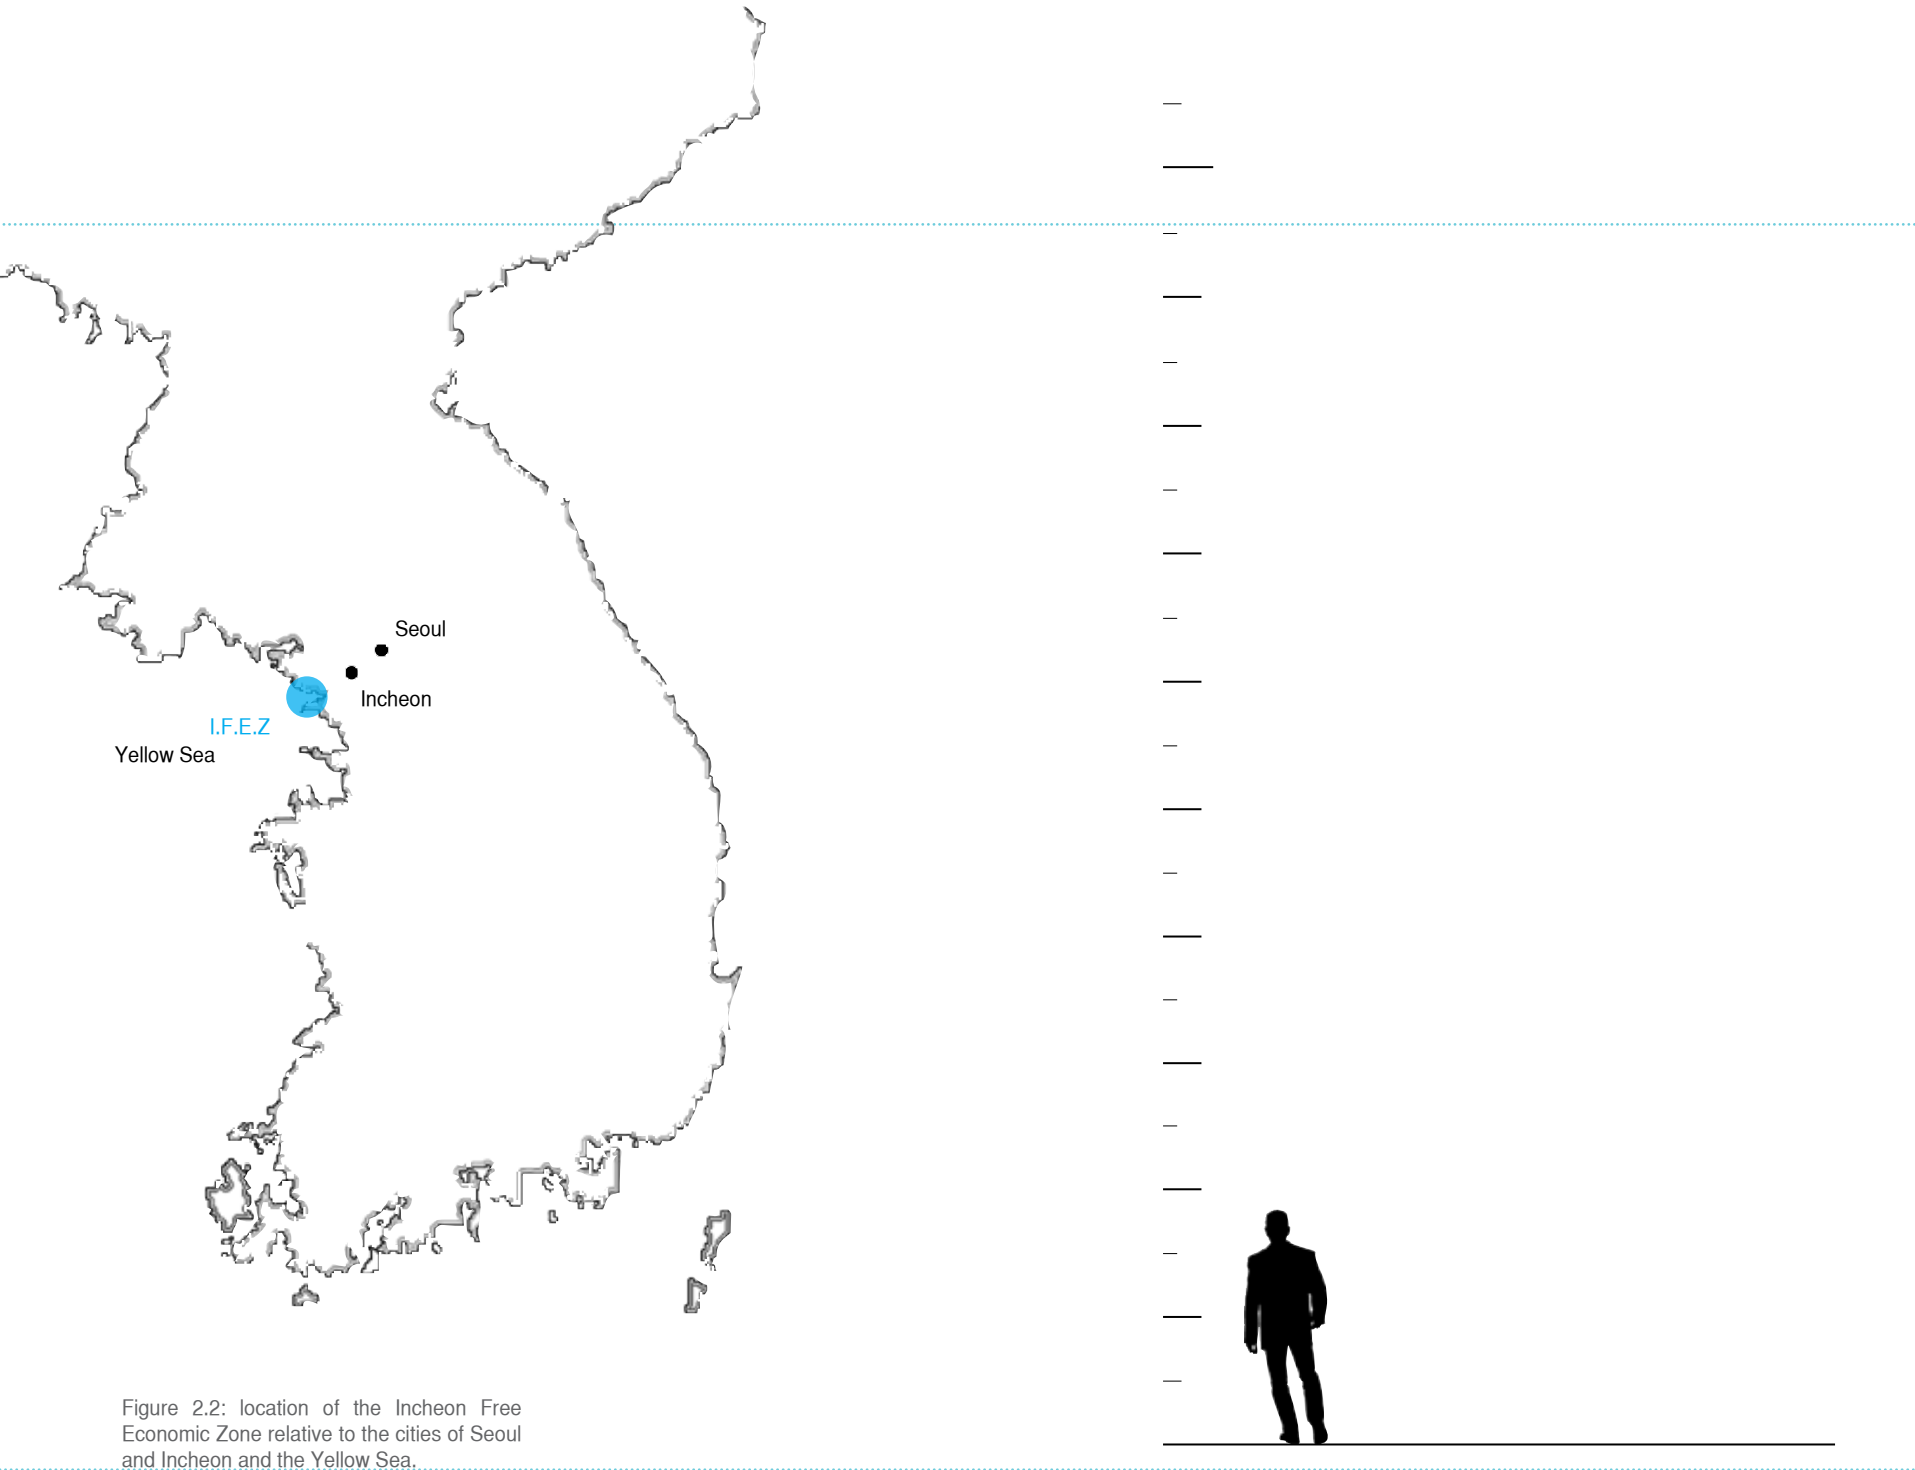 Seoul
Incheon
I.F.E.Z
Yellow Sea
Figure 2.2: location of the Incheon Free
Economic Zone relative to the cities of Seoul
and Incheon and the Yellow Sea.